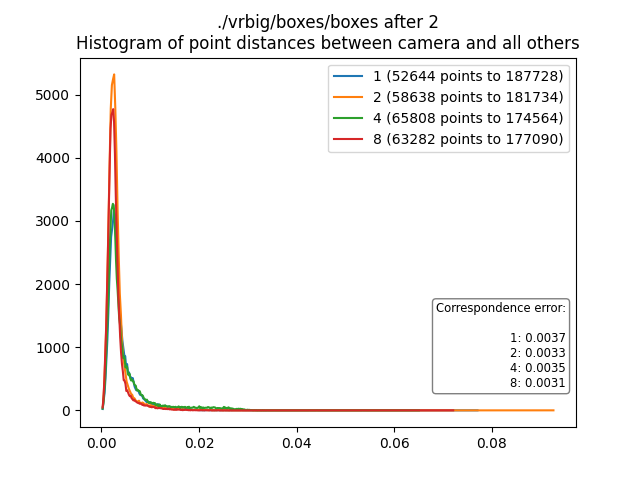 ./vrbig/boxes/boxes after 2
Histogram of point distances between camera and all others
1 (52644 points to 187728)
2 (58638 points to 181734)
4 (65808 points to 174564)
8 (63282 points to 177090)
5000
4000
3000
2000
1000
0
Correspondence error:
1: 0.0037
2: 0.0033
4: 0.0035
8: 0.0031
0.00 0.02 0.04 0.06 0.08